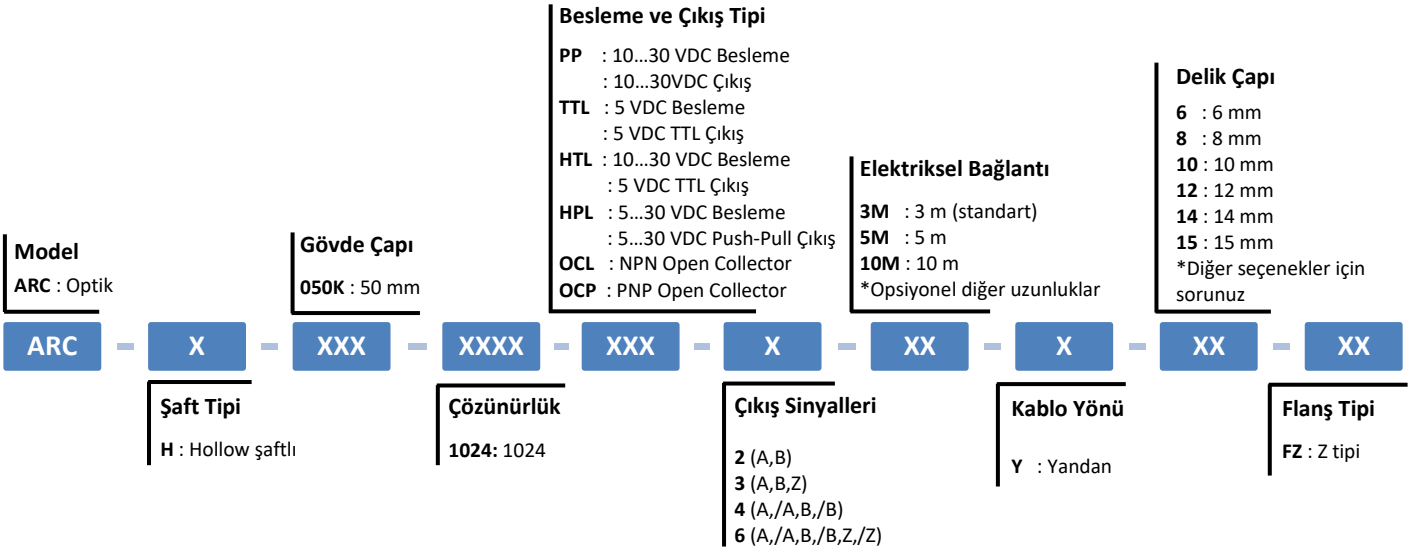 Besleme ve Çıkış Tipi
PP : 10...30 VDC Besleme
: 10...30VDC Çıkış
TTL : 5 VDC Besleme
: 5 VDC TTL Çıkış
HTL : 10...30 VDC Besleme
: 5 VDC TTL Çıkış
HPL : 5...30 VDC Besleme
: 5...30 VDC Push-Pull Çıkış
OCL : NPN Open Collector
OCP : PNP Open Collector
Delik Çapı
6 : 6 mm
8 : 8 mm
10 : 10 mm
12 : 12 mm
14 : 14 mm
15 : 15 mm
*Diğer seçenekler için
sorunuz
Elektriksel Bağlantı
3M : 3 m (standart)
5M : 5 m
10M : 10 m
*Opsiyonel diğer uzunluklar
Model
ARC : Optik
Gövde Çapı
050K : 50 mm
ARC – X – XXX – XXXX – XXX – X – XX – X – XX – XX
Şaft Tipi
H : Hollow şaftlı
Çözünürlük
1024: 1024
Çıkış Sinyalleri
2 (A,B)
3 (A,B,Z)
4 (A,/A,B,/B)
6 (A,/A,B,/B,Z,/Z)
Kablo Yönü
Y : Yandan
Flanş Tipi
FZ : Z tipi